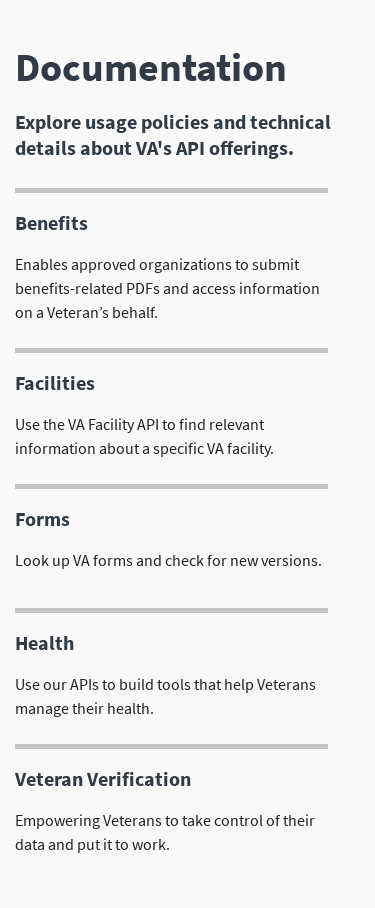 Documentation
Explore usage policies and technical
details about VA's API offerings.
Benefits
Enables approved organizations to submit
benefits-related PDFs and access information
on a Veteran’s behalf.
Facilities
Use the VA Facility API to find relevant
information about a specific VA facility.
Forms
Look up VA forms and check for new versions.
Health
Use our APIs to build tools that help Veterans
manage their health.
Veteran Verification
Empowering Veterans to take control of their
data and put it to work.